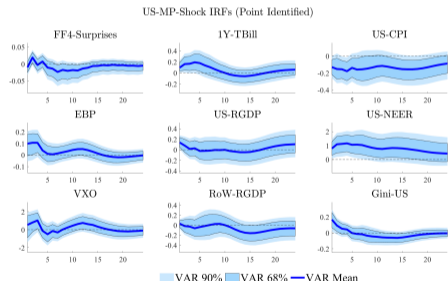 US-MP-Shock IRFs (Point Identified)
FF4-Surprises 1Y-TBill US-CPI
0.05 0 -0.05
0.4 0.2 0 -0.2
0 -0.2 -0.4
5 10 15 20 5 10 15 20 5 10 15 20
EBP US-RGDP US-NEER
0.2 0.1 0 -0.1
0.4 0.2 0 -0.2
2 1 0
5 10 15 20 5 10 15 20 5 10 15 20
VXO RoW-RGDP Gini-US
2 0 -2
0.2 0 -0.2 -0.4
0.2 0 -0.2
5 10 15 20 5 10 15 20 5 10 15 20
VAR 90% VAR 68% VAR Mean